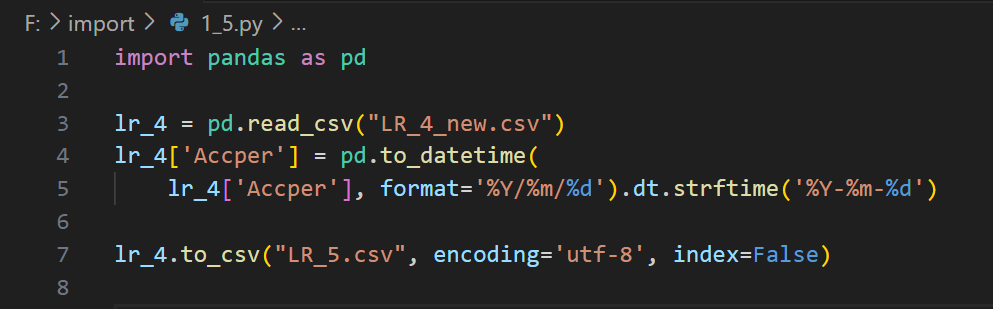 F: > import > 1_5.py > ...
1 import pandas as pd
2
3 lr_4 = pd.read_csv("LR_4_new.csv")
4 lr_4['Accper'] = pd.to_datetime(
5     lr_4['Accper'], format='%Y/%m/%d').dt.strftime('%Y-%m-%d')
6
7 lr_4.to_csv("LR_5.csv", encoding='utf-8', index=False)
8